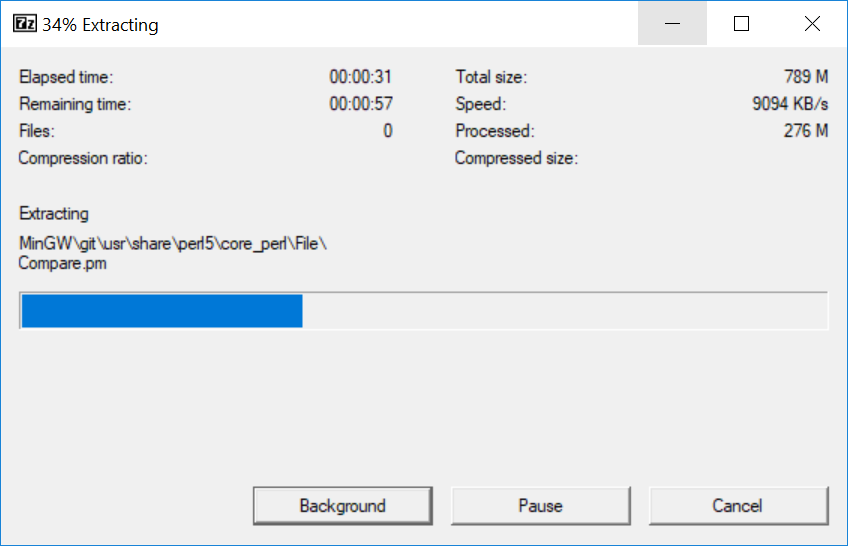 7z 34% Extracting
Elapsed time: 00:00:31 Total size: 789 M
Remaining time: 00:00:57 Speed: 9094 KB/s
Files: 0 Processed: 276 M
Compression ratio: Compressed size:
Extracting
MinGW\git\usr\share\perl5\core_perl\File\
Compare.pm
Background Pause Cancel